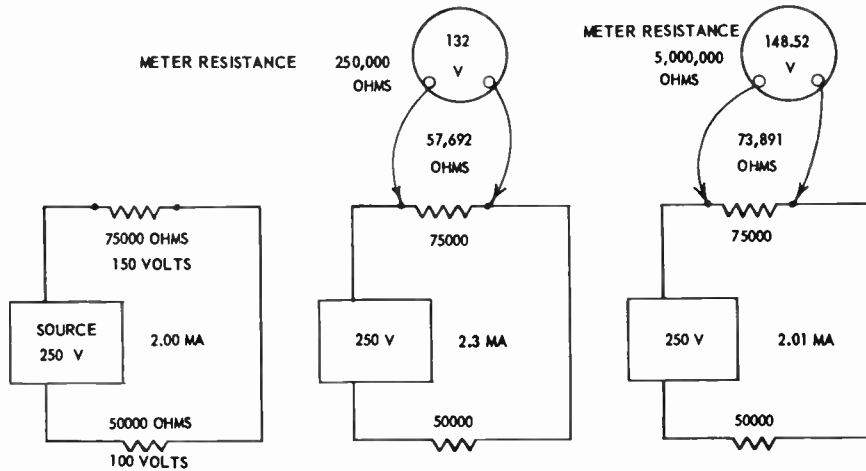 METER RESISTANCE 250,000
OHMS
132
V
57,692
OHMS
METER RESISTANCE
5,000,000
OHMS
148.52
V
73,891
OHMS
75000 OHMS
150 VOLTS
SOURCE
250 V
2.00 MA
50000 OHMS
100 VOLTS
75000
250 V
2.3 MA
50000
75000
250 V
2.01 MA
50000